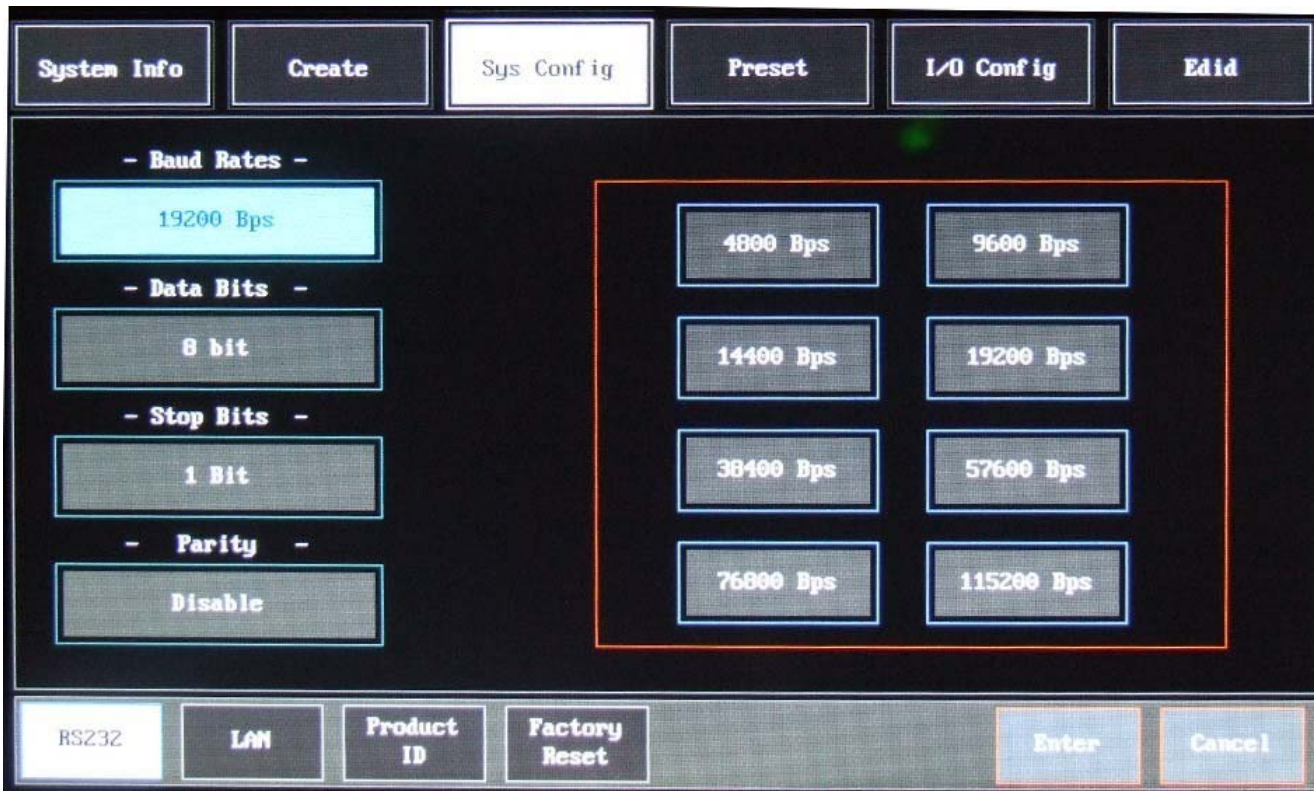 System Info
Create
Sys Config
Preset
I/O Config
Edid
- Baud Rates -
19200 Bps
- Data Bits -
8 bit
- Stop Bits -
1 Bit
- Parity -
Disable
4800 Bps
9600 Bps
14400 Bps
19200 Bps
38400 Bps
57600 Bps
76800 Bps
115200 Bps
RS232
LAN
Product
ID
Factory
Reset
Enter
Cancel